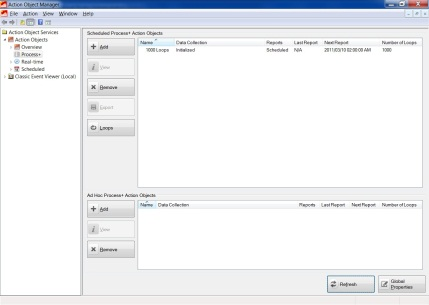 Action Object Manager
File Action View Window Help
Action Object Services
Action Objects
Overview
Process+
Real-time
Scheduled
Classic Event Viewer (Local)
Scheduled Process+ Action Objects
Add
View
Remove
Export
Loops
Name Data Collection Reports Last Report Next Report Number of Loops
1000 Loops Initialized Scheduled N/A 2011/03/10 02:00:00 AM 1000
Ad Hoc Process+ Action Objects
Add
View
Remove
Name Data Collection Reports Last Report Next Report Number of Loops
Refresh
Global Properties